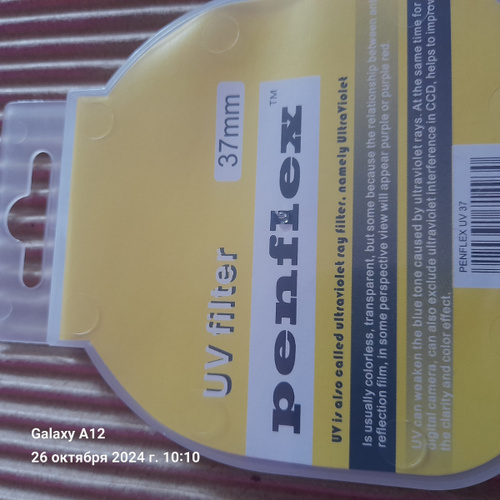 37mm
UV filter
penflex™
UV is also called ultraviolet ray filter, namely UltraViolet
Is usually colorless, transparent, but some because the relationship between
reflection film, In some perspective view will appear purple or purple red.
UV can weaken the blue tone caused by ultraviolet rays. At the same time for
digital camera, can also exclude ultraviolet interference in CCD, helps to improv
the clarity and color effect.
PENFLEX UV 37
Galaxy A12
26 октября 2024 г. 10:10